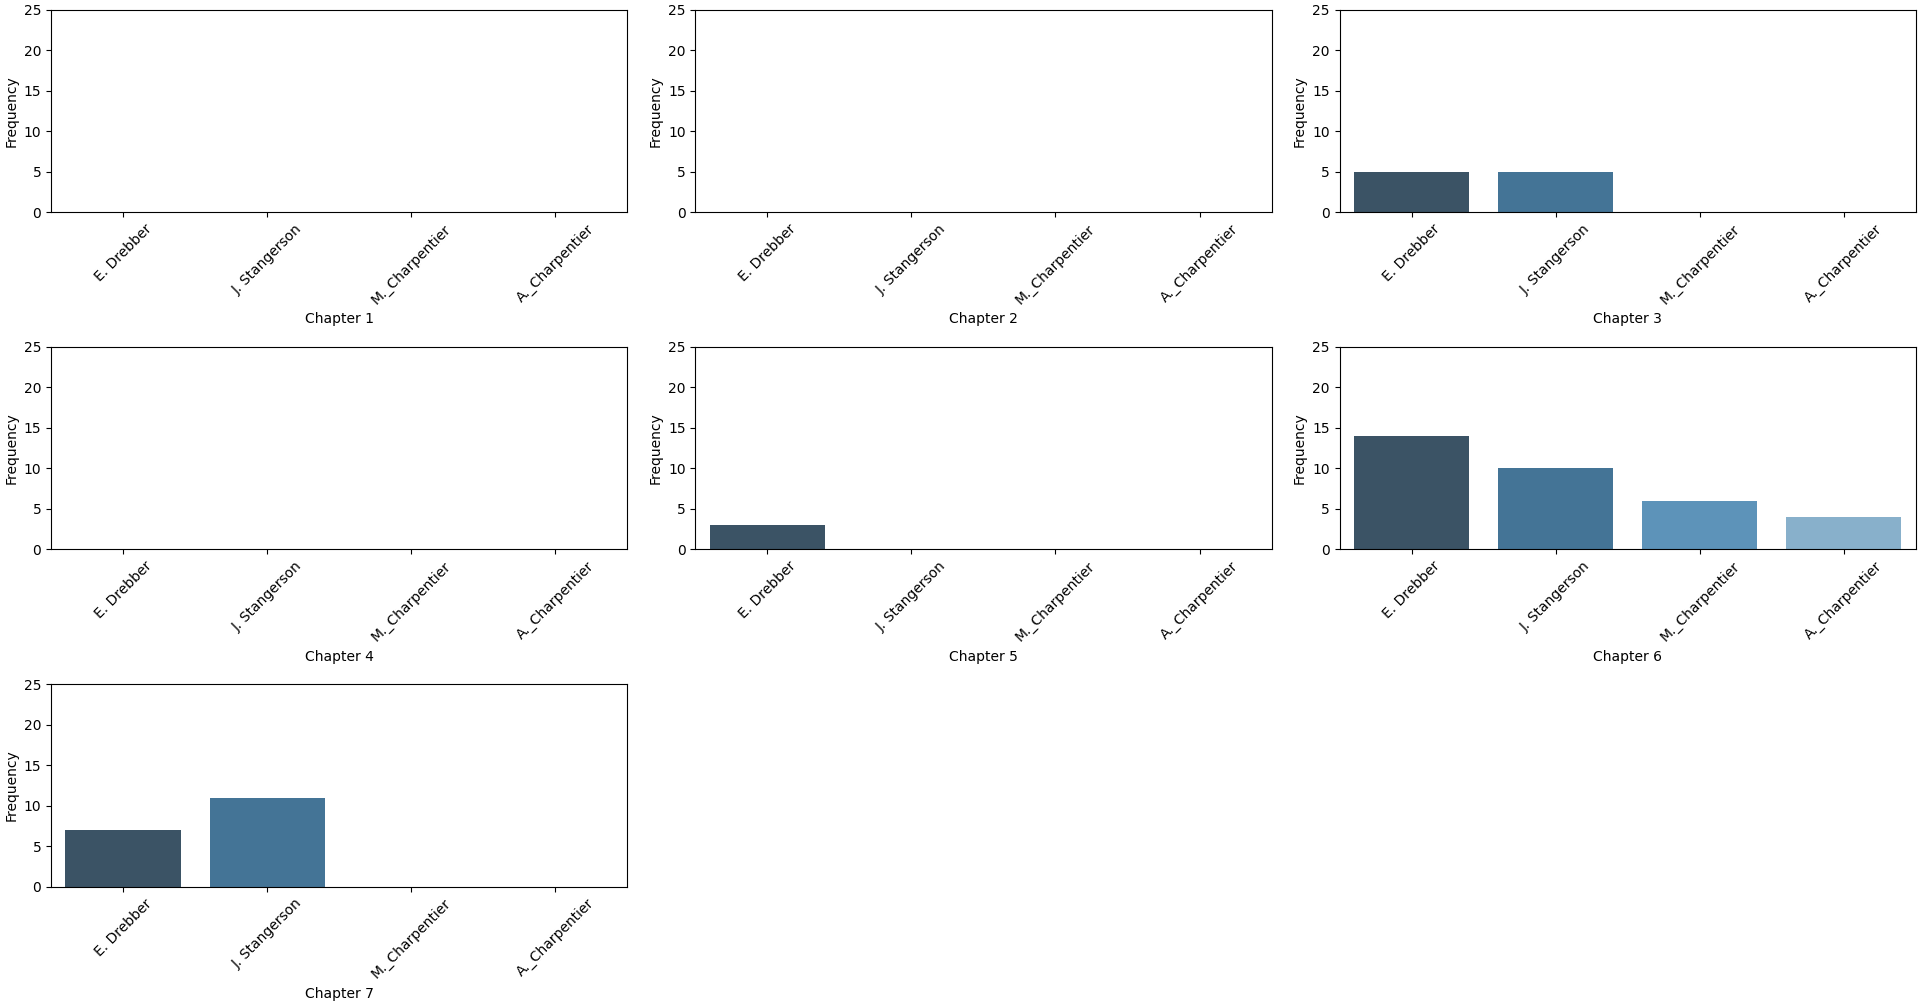 Frequency
25
20
15
10
5
0
E. Drebber
J. Stangerson
M._Charpentier
A._Charpentier
Chapter 1
Frequency
25
20
15
10
5
0
E. Drebber
J. Stangerson
M._Charpentier
A._Charpentier
Chapter 2
Frequency
25
20
15
10
5
0
E. Drebber
J. Stangerson
M._Charpentier
A._Charpentier
Chapter 3
Frequency
25
20
15
10
5
0
E. Drebber
J. Stangerson
M._Charpentier
A._Charpentier
Chapter 4
Frequency
25
20
15
10
5
0
E. Drebber
J. Stangerson
M._Charpentier
A._Charpentier
Chapter 5
Frequency
25
20
15
10
5
0
E. Drebber
J. Stangerson
M._Charpentier
A._Charpentier
Chapter 6
Frequency
25
20
15
10
5
0
E. Drebber
J. Stangerson
M._Charpentier
A._Charpentier
Chapter 7